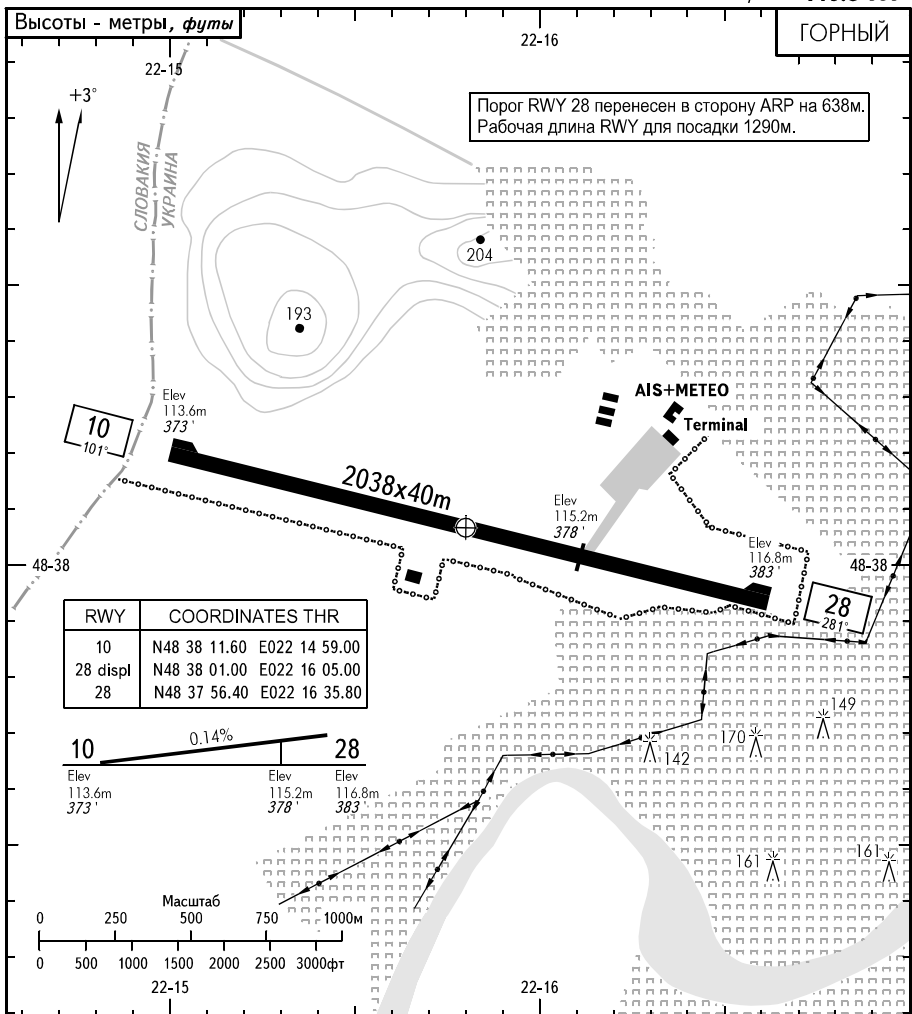 Высоты - метры, футы
ГОРНЫЙ
22-15
22-16
+3°
Порог RWY 28 перенесен в сторону ARP на 638м.
Рабочая длина RWY для посадки 1290м.
СЛОВАКИЯ
УКРАИНА
204
193
AIS+METEO
Terminal
Elev
113.6m
373 '
10
101°
2038x40m
Elev
115.2m
378 '
Elev
116.8m
383 '
48-38
48-38
28
281°
RWY COORDINATES THR
10 N48 38 11.60 E022 14 59.00
28 displ N48 38 01.00 E022 16 05.00
28 N48 37 56.40 E022 16 35.80
149
170
142
161
161
10 0.14% 28
Elev
113.6m
373 '
Elev
115.2m
378 '
Elev
116.8m
383 '
Масштаб
0 250 500 750 1000м
0 500 1000 1500 2000 2500 3000фт
22-15
22-16